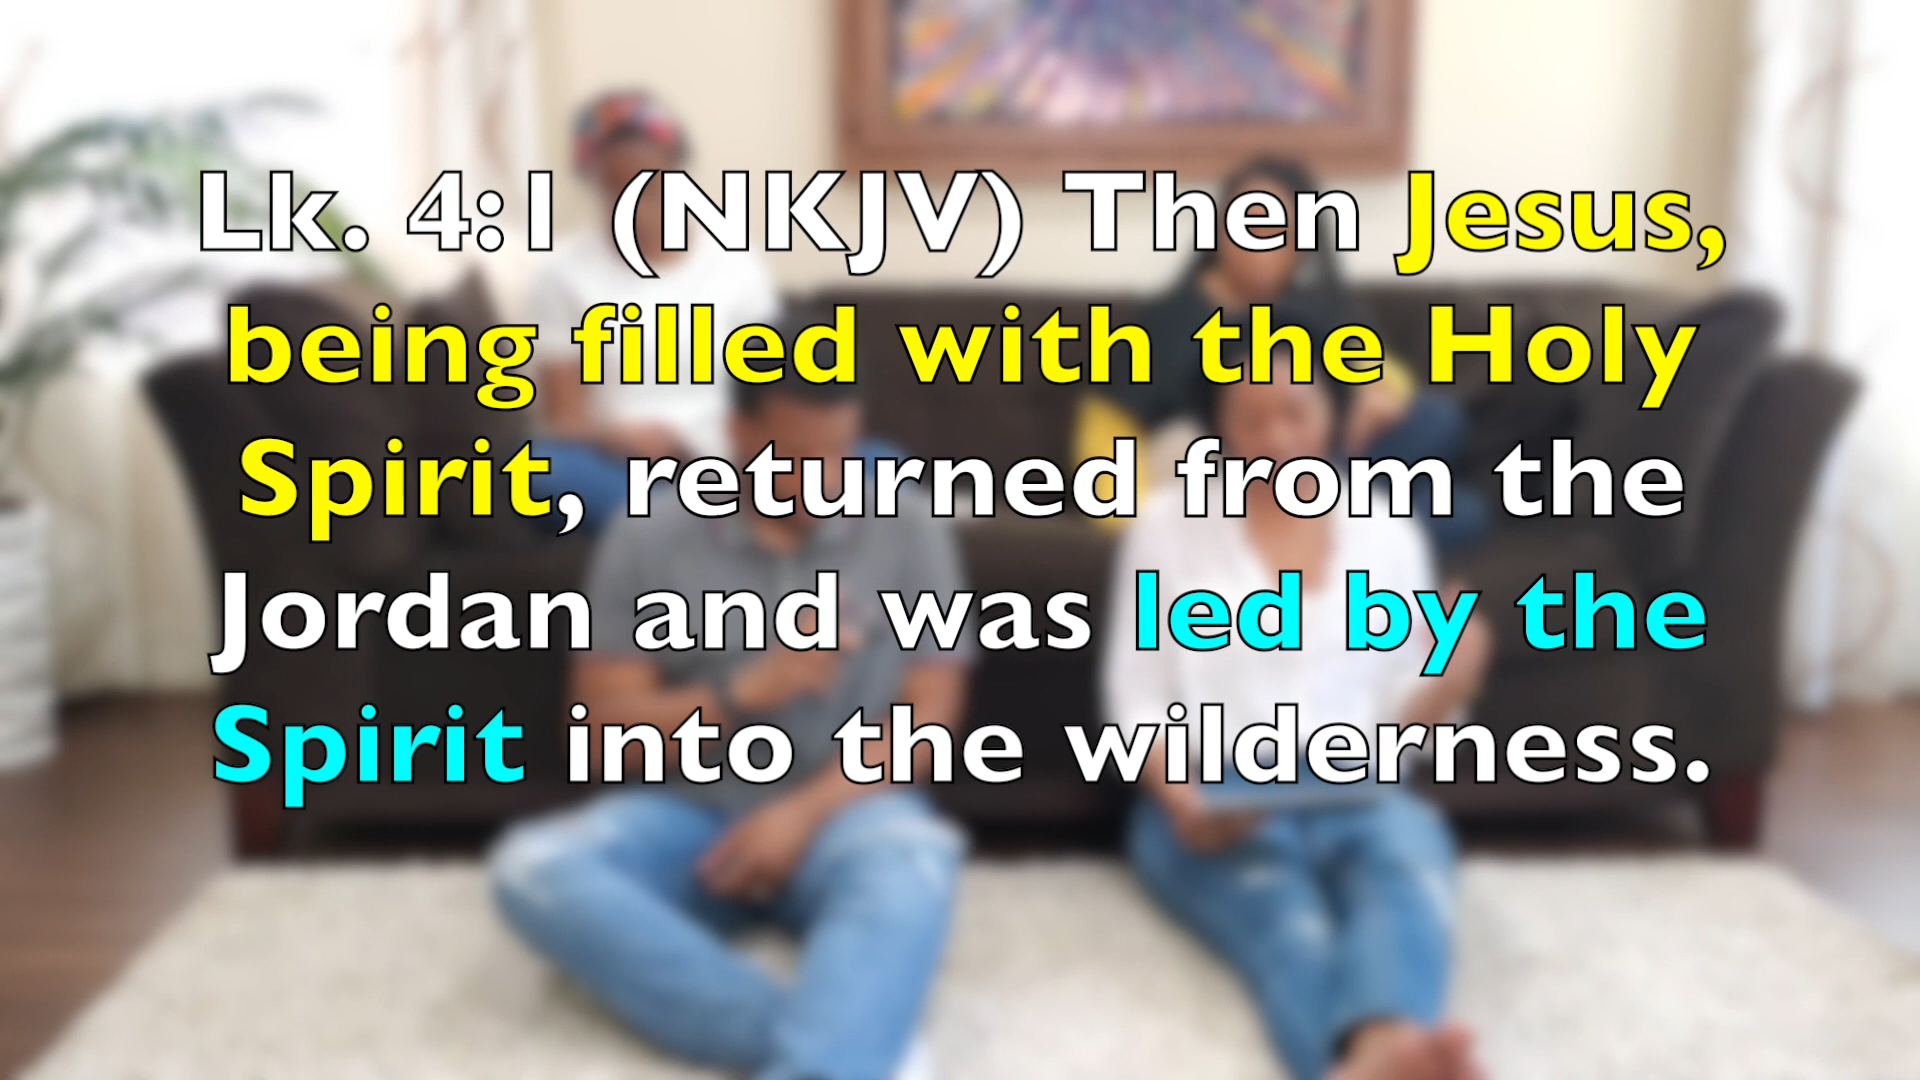 Lk. 4:1 (NKJV) Then Jesus,
being filled with the Holy
Spirit, returned from the
Jordan and was led by the
Spirit into the wilderness.